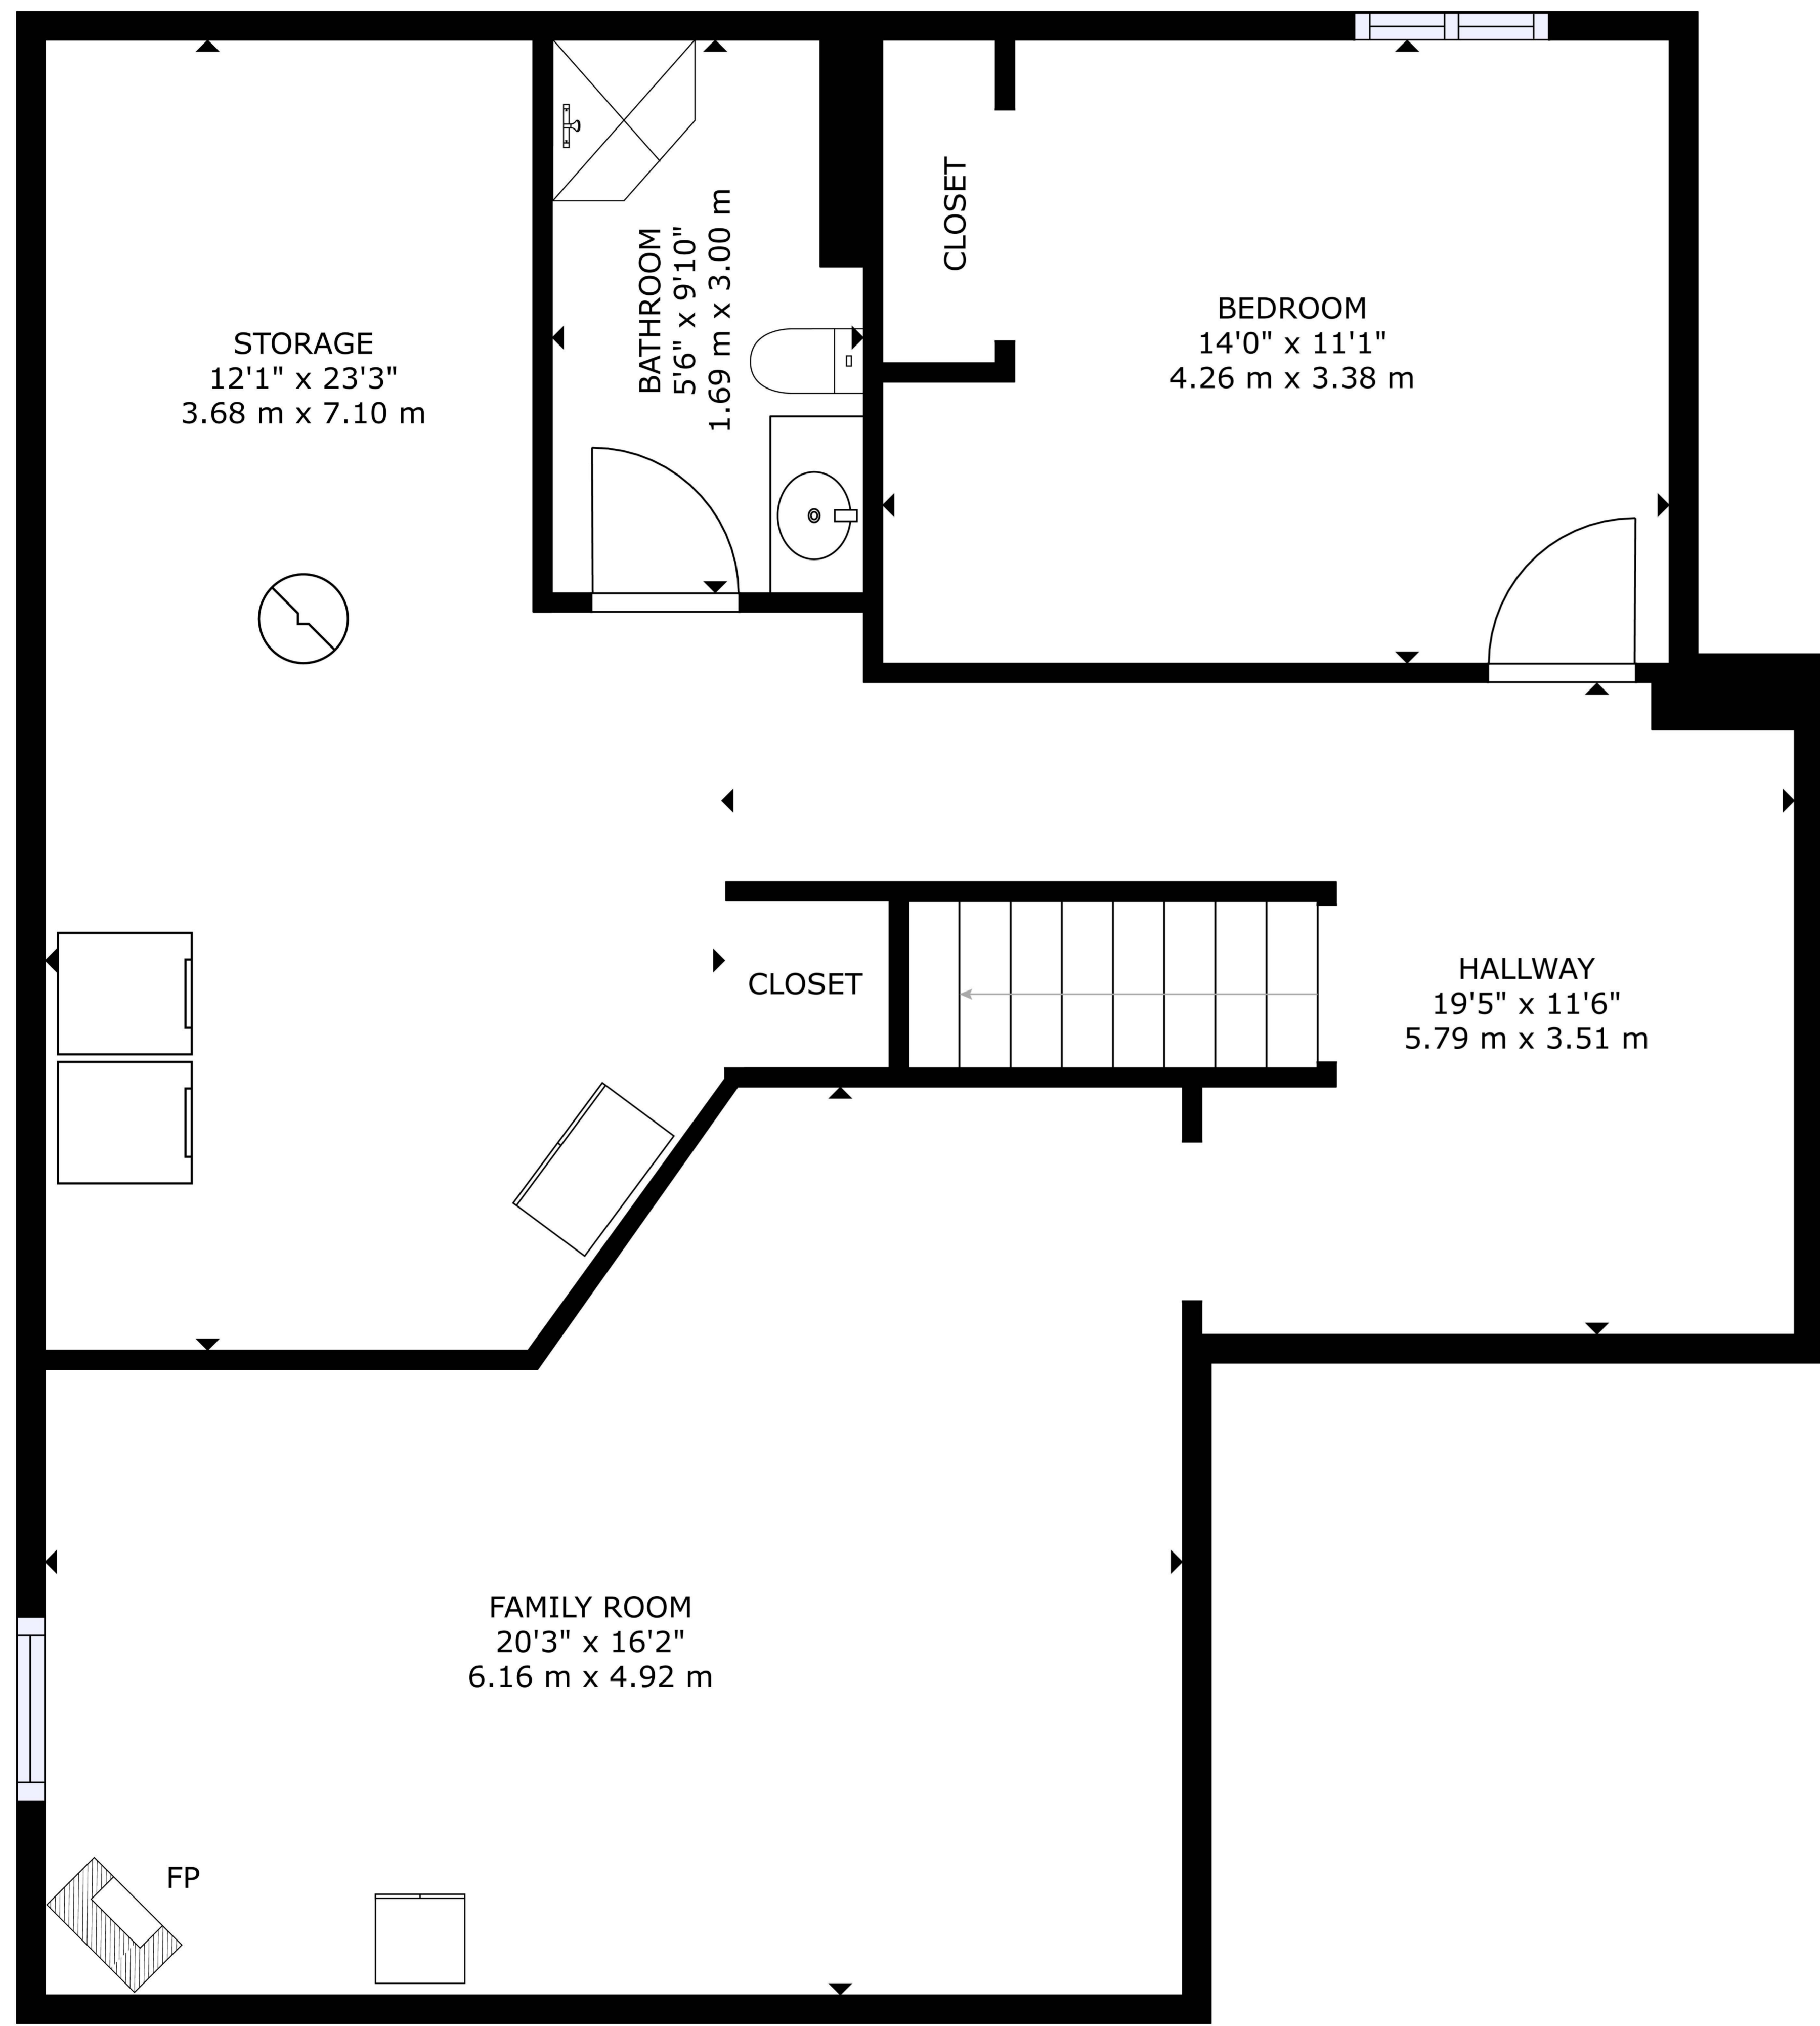 STORAGE
12'1" x 23'3"
3.68 m x 7.10 m
BATHROOM
5'6" x 9'10"
1.69 m x 3.00 m
CLOSET
BEDROOM
14'0" x 11'1"
4.26 m x 3.38 m
CLOSET
HALLWAY
19'5" x 11'6"
5.79 m x 3.51 m
FAMILY ROOM
20'3" x 16'2"
6.16 m x 4.92 m
FP